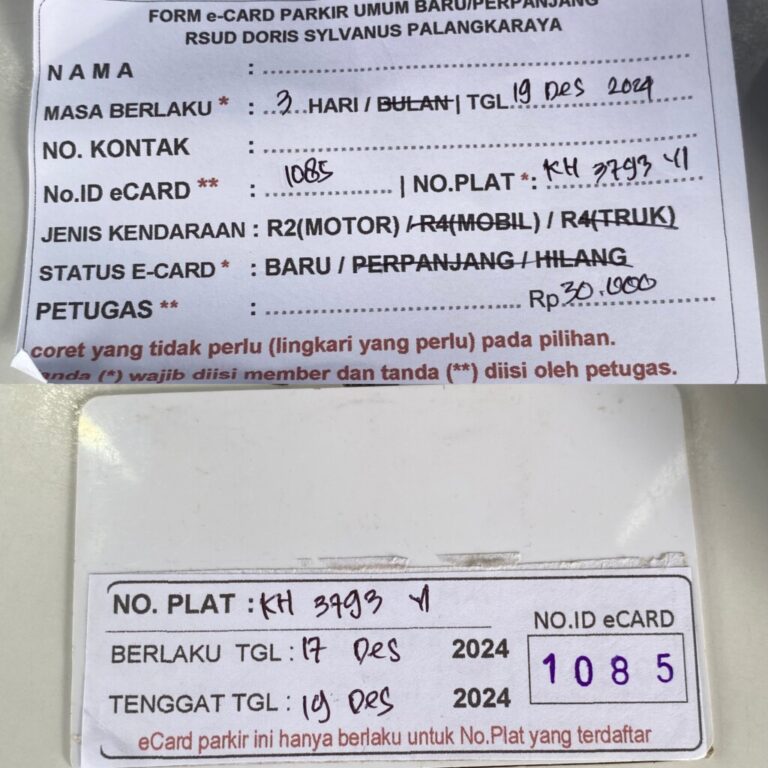 FORM e-CARD PARKIR UMUM BARU/PERPANJANG
RSUD DORIS SYLVANUS PALANGKARAYA
NAMA :
MASA BERLAKU * : 3 HARI / BULAN | TGL 19 Des 2024
NO. KONTAK :
No.ID eCARD ** : 1085 | NO.PLAT *: KH 3793 YI
JENIS KENDARAAN : R2(MOTOR) / R4(MOBIL) / R4(TRUK)
STATUS E-CARD * : BARU / PERPANJANG / HILANG
PETUGAS ** : Rp 30.000
coret yang tidak perlu (lingkari yang perlu) pada pilihan.
anda (*) wajib diisi member dan tanda (**) diisi oleh petugas.
NO. PLAT : KH 3793 YI
BERLAKU TGL : 17 Des 2024
TENGGAT TGL : 19 Des 2024
NO.ID eCARD
1085
eCard parkir ini hanya berlaku untuk No.Plat yang terdaftar